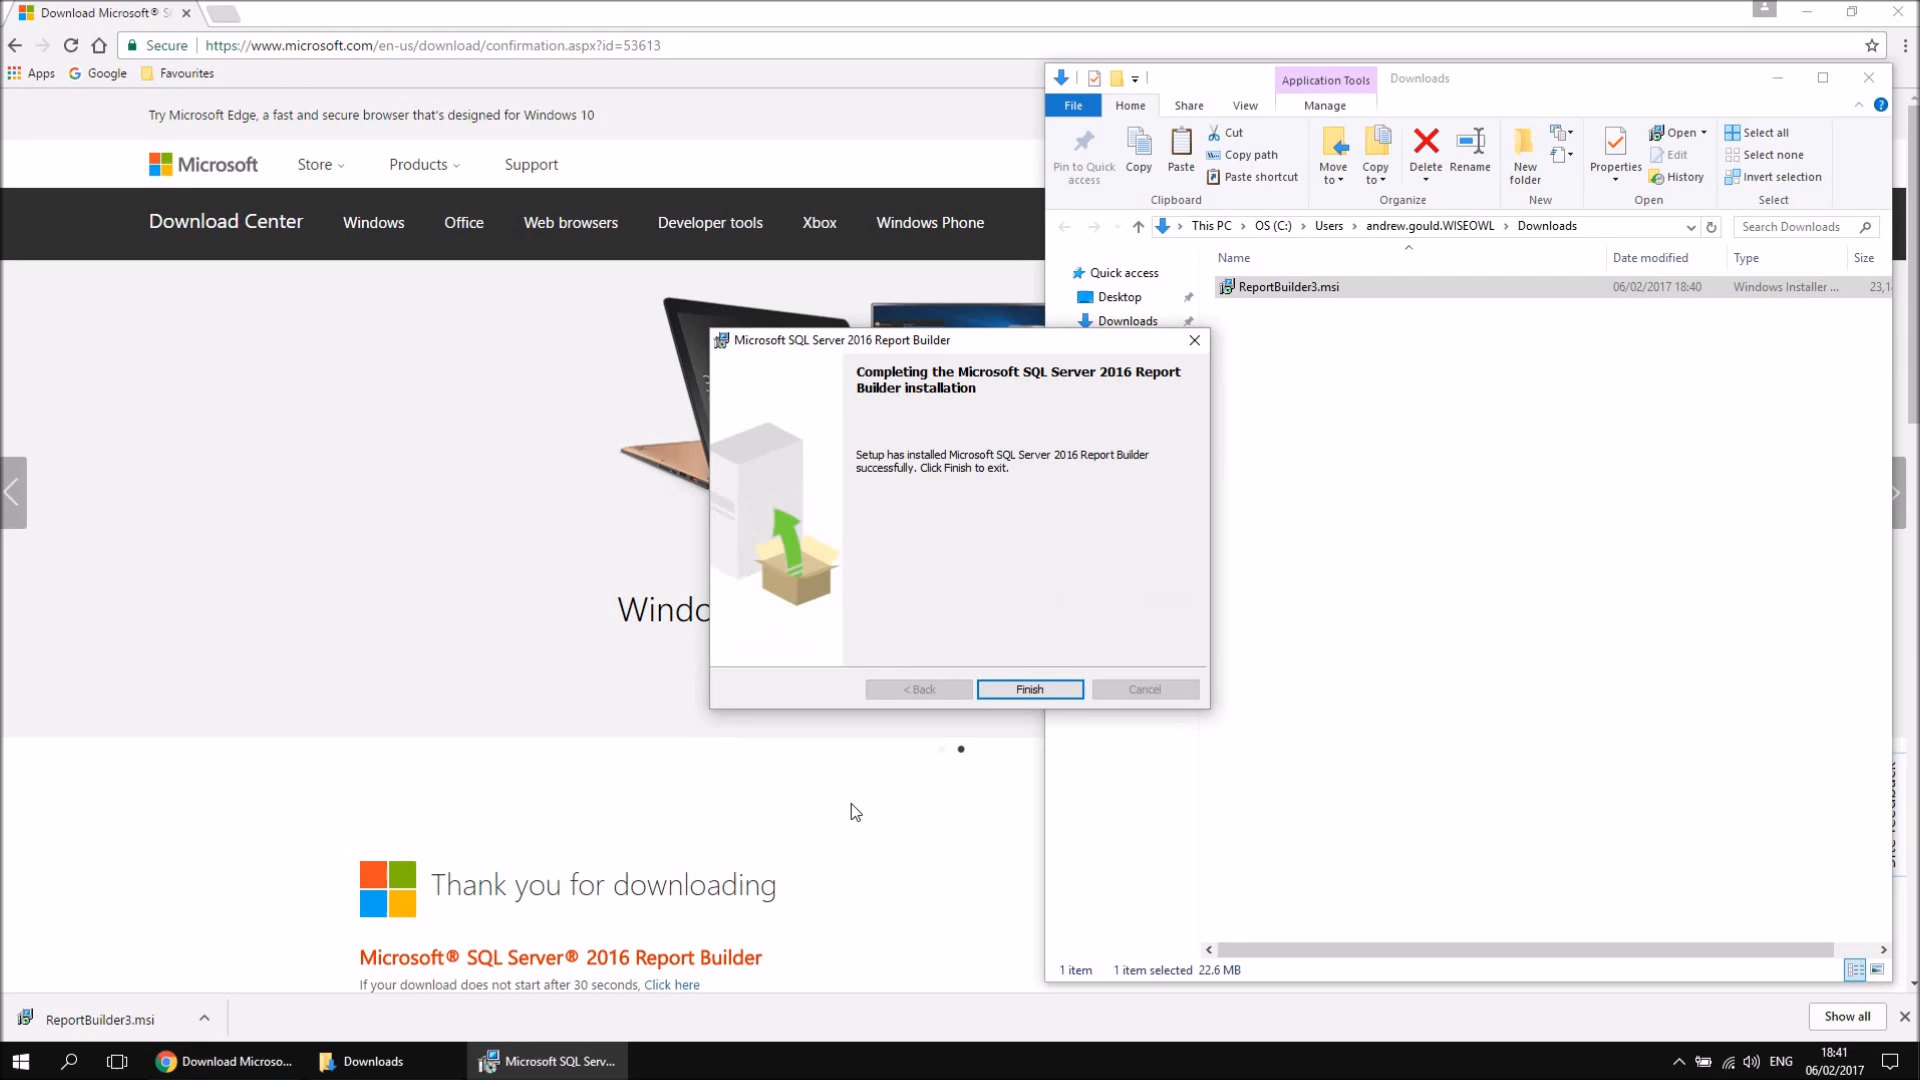 Download Microsoft® S
Secure
https://www.microsoft.com/en-us/download/confirmation.aspx?id=53613
Apps
Google
Favourites
Try Microsoft Edge, a fast and secure browser that's designed for Windows 10
Microsoft
Store
Products
Support
Download Center
Windows
Office
Web browsers
Developer tools
Xbox
Windows Phone
Windo
Thank you for downloading
Microsoft® SQL Server® 2016 Report Builder
If your download does not start after 30 seconds, Click here
Application Tools
Downloads
File
Home
Share
View
Manage
Pin to Quick access
Copy
Paste
Cut
Copy path
Paste shortcut
Clipboard
Move to
Copy to
Delete
Rename
Organize
New folder
New
Properties
Open
Edit
History
Open
Select all
Select none
Invert selection
Select
This PC > OS (C:) > Users > andrew.gould.WISEOWL > Downloads
Search Downloads
Name
Date modified
Type
Size
Quick access
Desktop
Downloads
ReportBuilder3.msi
06/02/2017 18:40
Windows Installer ...
23,1
1 item
1 item selected 22.6 MB
Microsoft SQL Server 2016 Report Builder
Completing the Microsoft SQL Server 2016 Report
Builder installation
Setup has installed Microsoft SQL Server 2016 Report Builder
successfully. Click Finish to exit.
< Back
Finish
Cancel
ReportBuilder3.msi
Show all
Download Microso...
Downloads
Microsoft SQL Serv...
ENG
18:41
06/02/2017